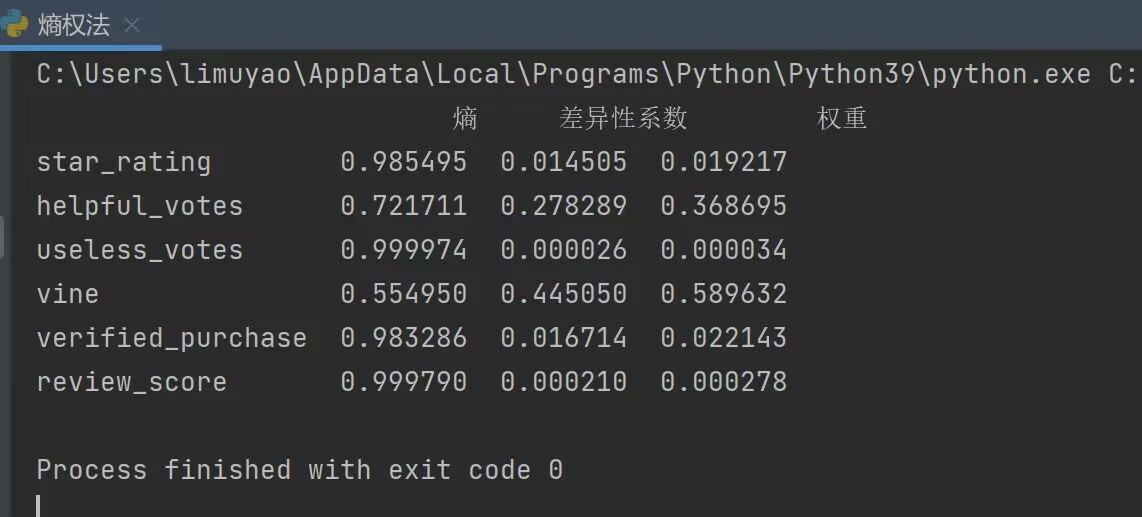 熵权法
C:\Users\limuyao\AppData\Local\Programs\Python\Python39\python.exe C:
熵 差异性系数 权重
star_rating 0.985495 0.014505 0.019217
helpful_votes 0.721711 0.278289 0.368695
useless_votes 0.999974 0.000026 0.000034
vine 0.554950 0.445050 0.589632
verified_purchase 0.983286 0.016714 0.022143
review_score 0.999790 0.000210 0.000278
Process finished with exit code 0